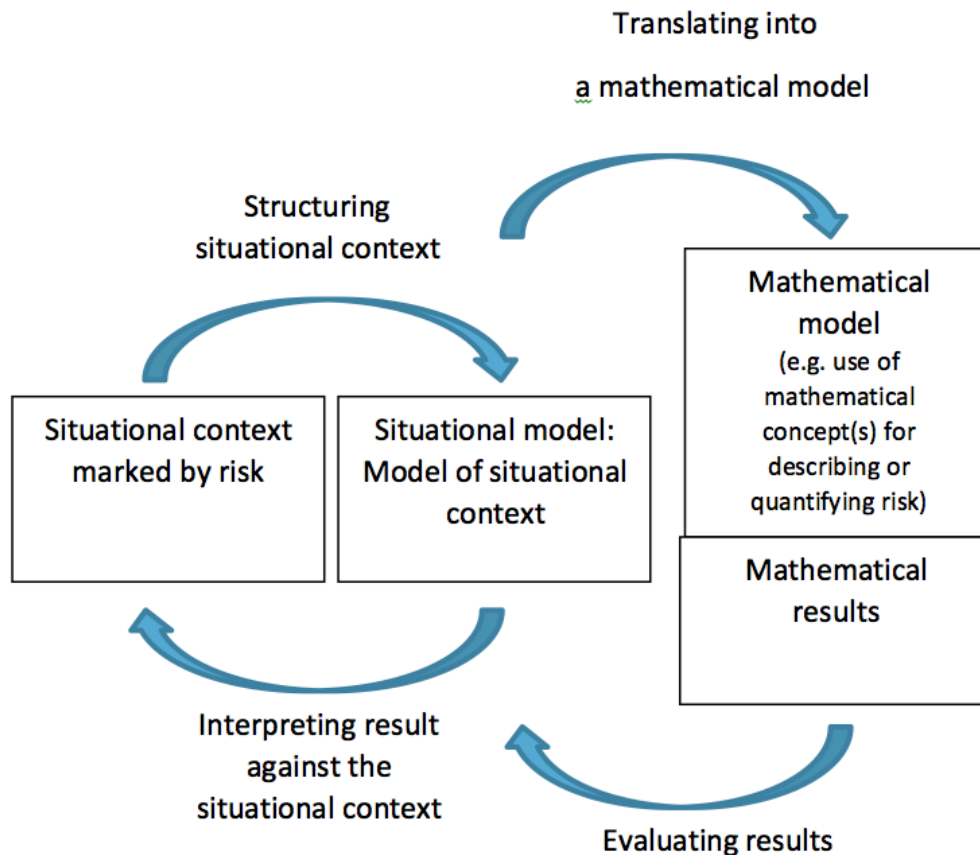 Translating into
a mathematical model
Structuring
situational context
Situational context
marked by risk
Situational model:
Model of situational
context
Mathematical
model
(e.g. use of
mathematical
concept(s) for
describing or
quantifying risk)
Mathematical
results
Interpreting result
against the
situational context
Evaluating results